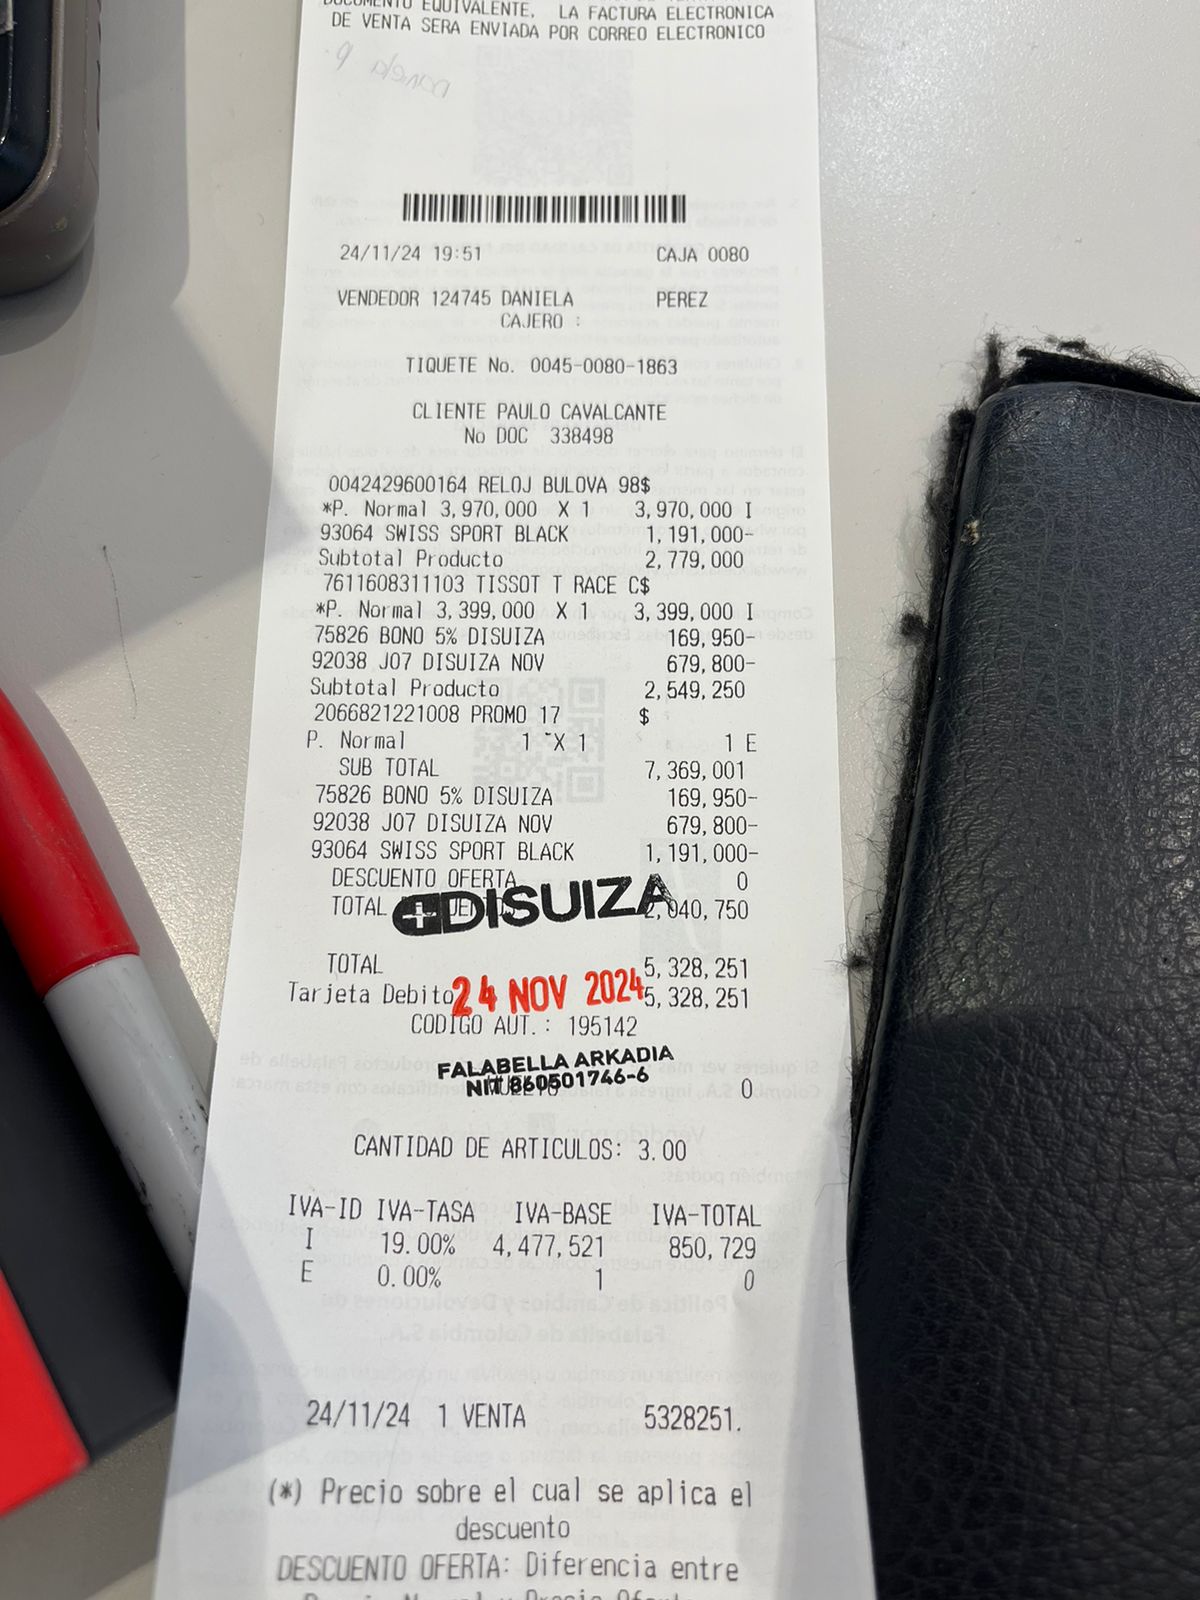 DOCUMENTO EQUIVALENTE. LA FACTURA ELECTRONICA
DE VENTA SERA ENVIADA POR CORREO ELECTRONICO
24/11/24 19:51 CAJA 0080
VENDEDOR 124745 DANIELA PEREZ
CAJERO :
TIQUETE No. 0045-0080-1863
CLIENTE PAULO CAVALCANTE
No DOC 338498
0042429600164 RELOJ BULOVA 98$
*P. Normal 3,970,000 X 1 3,970,000 I
93064 SWISS SPORT BLACK 1,191,000-
Subtotal Producto 2,779,000
7611608311103 TISSOT T RACE C$
*P. Normal 3,399,000 X 1 3,399,000 I
75826 BONO 5% DISUIZA 169,950-
92038 J07 DISUIZA NOV 679,800-
Subtotal Producto 2,549,250
2066821221008 PROMO 17 $
P. Normal 1 X 1 1 E
SUB TOTAL 7,369,001
75826 BONO 5% DISUIZA 169,950-
92038 J07 DISUIZA NOV 679,800-
93064 SWISS SPORT BLACK 1,191,000-
DESCUENTO OFERTA 0
TOTAL 2,040,750
DISUIZA
TOTAL 5,328,251
Tarjeta Debito 5,328,251
24 NOV 2024
CODIGO AUT.: 195142
FALABELLA ARKADIA
NIT 860501746-6
0
CANTIDAD DE ARTICULOS: 3.00
IVA-ID IVA-TASA IVA-BASE IVA-TOTAL
I 19.00% 4,477,521 850,729
E 0.00% 1 0
24/11/24 1 VENTA 5328251.
(*) Precio sobre el cual se aplica el
descuento
DESCUENTO OFERTA: Diferencia entre